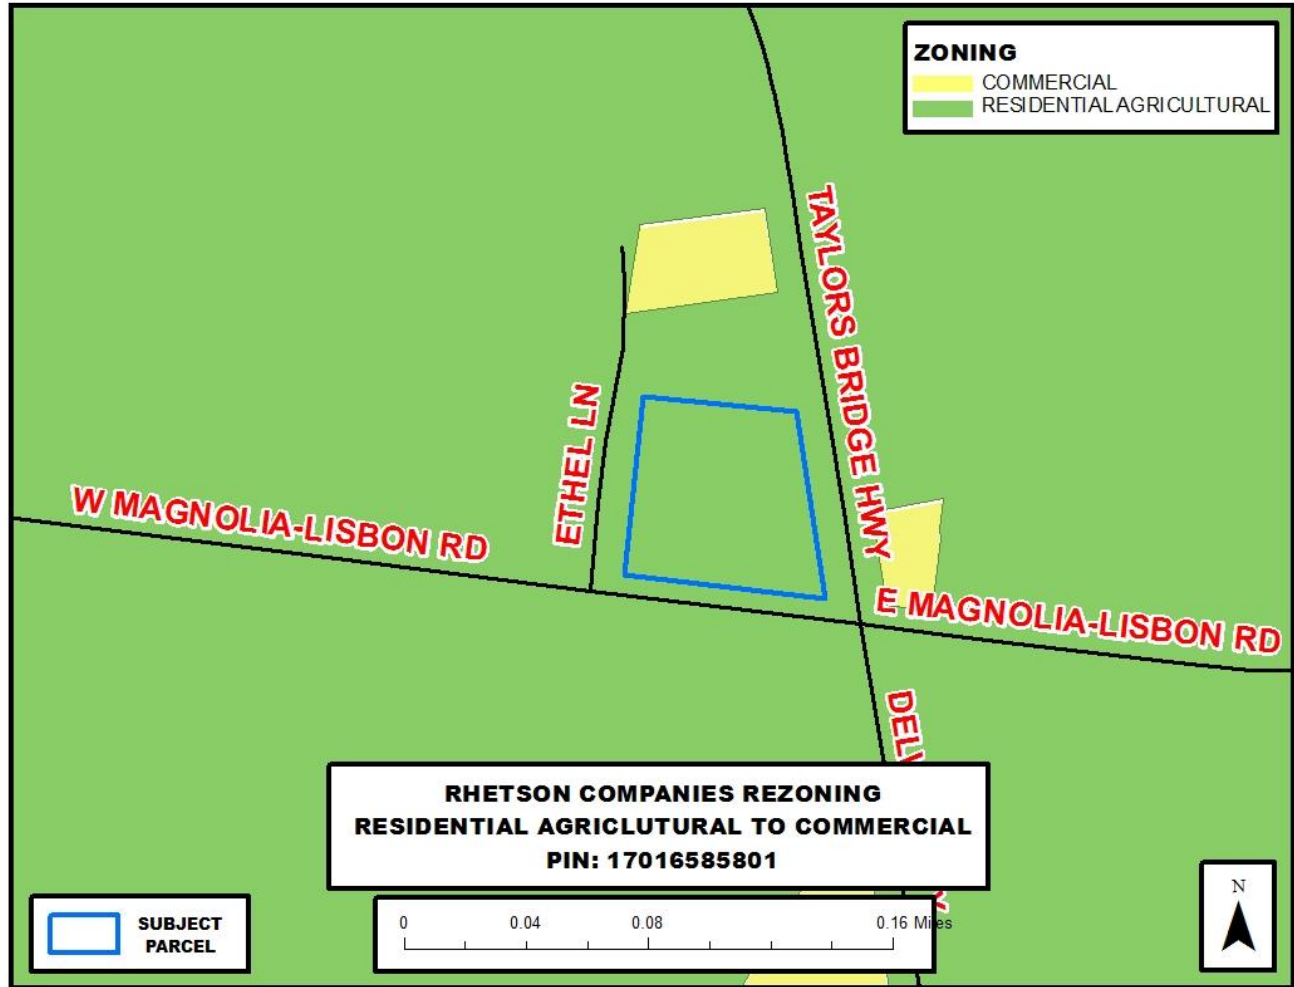 ZONING
COMMERCIAL
RESIDENTIAL AGRICULTURAL
TAYLORS BRIDGE HWY
ETHEL LN
W MAGNOLIA-LISBON RD
E MAGNOLIA-LISBON RD
RHETSON COMPANIES REZONING
RESIDENTIAL AGRICLUTURAL TO COMMERCIAL
PIN: 17016585801
SUBJECT
PARCEL
0 0.04 0.08 0.16 Miles
N